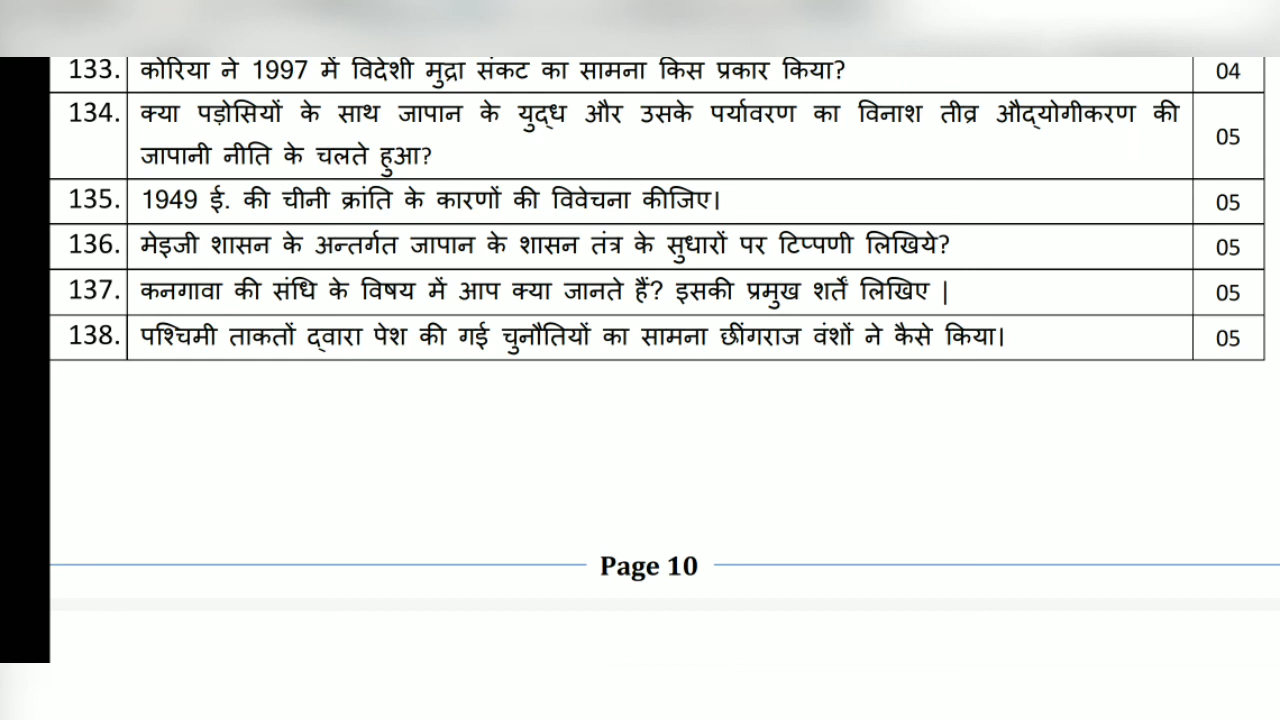 133. कोरिया ने 1997 में विदेशी मुद्रा संकट का सामना किस प्रकार किया? 04
134. क्या पड़ोसियों के साथ जापान के युद्ध और उसके पर्यावरण का विनाश तीव्र औद्योगीकरण की
जापानी नीति के चलते हुआ? 05
135. 1949 ई. की चीनी क्रांति के कारणों की विवेचना कीजिए। 05
136. मेइजी शासन के अन्तर्गत जापान के शासन तंत्र के सुधारों पर टिप्पणी लिखिये? 05
137. कनगावा की संधि के विषय में आप क्या जानते हैं? इसकी प्रमुख शर्तें लिखिए | 05
138. पश्चिमी ताकतों द्वारा पेश की गई चुनौतियों का सामना छींगराज वंशों ने कैसे किया। 05
Page 10